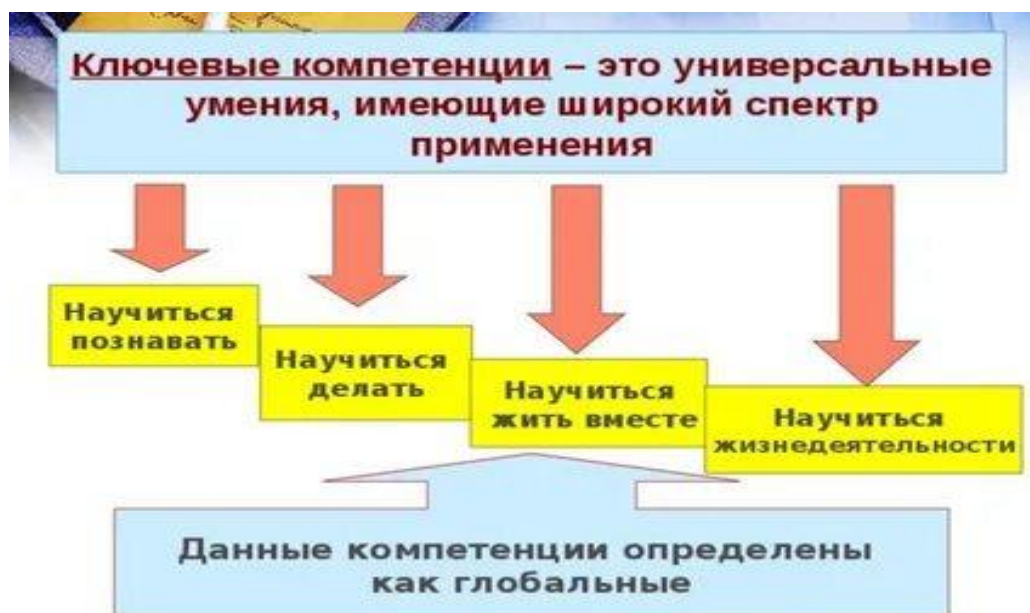 Ключевые компетенции – это универсальные
умения, имеющие широкий спектр
применения
Научиться
познавать
Научиться
делать
Научиться
жить вместе
Научиться
жизнедеятельности
Данные компетенции определены
как глобальные